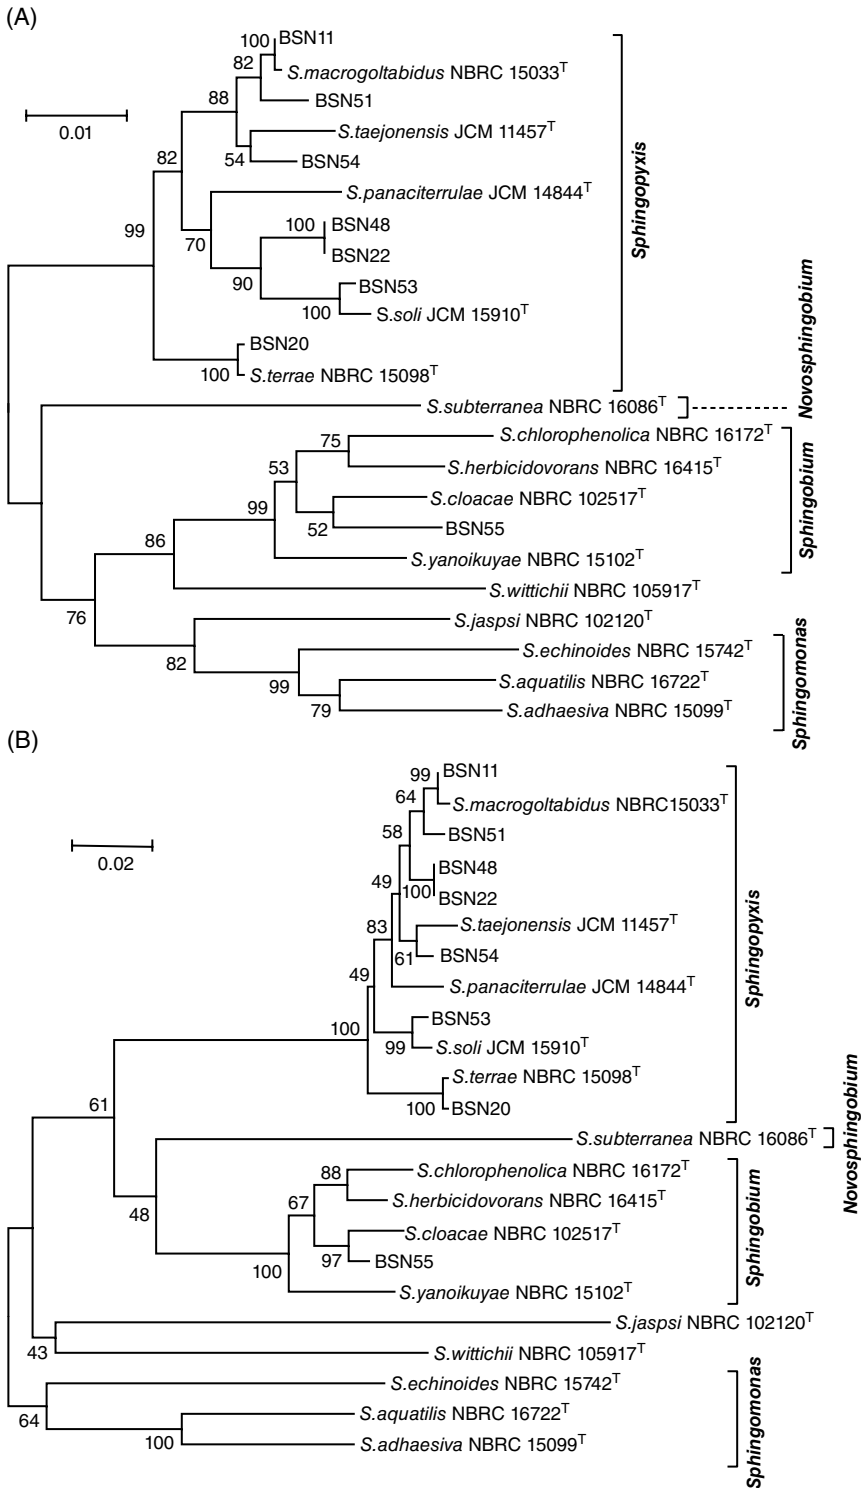 (A)
100
BSN11
82
S.macrogoltabidus NBRC 15033T
88
BSN51
0.01
S.taejonensis JCM 11457T
82
54
BSN54
S.panaciterrulae JCM 14844T
Sphingopyxis
99
100
BSN48
70
BSN22
90
BSN53
100
S.soli JCM 15910T
BSN20
100
S.terrae NBRC 15098T
Novosphingobium
S.subterranea NBRC 16086T
75
S.chlorophenolica NBRC 16172T
53
S.herbicidovorans NBRC 16415T
99
S.cloacae NBRC 102517T
52
BSN55
Sphingobium
86
S.yanoikuyae NBRC 15102T
S.wittichii NBRC 105917T
76
S.jaspsi NBRC 102120T
82
S.echinoides NBRC 15742T
99
S.aquatilis NBRC 16722T
79
S.adhaesiva NBRC 15099T
Sphingomonas
(B)
99
BSN11
64
S.macrogoltabidus NBRC15033T
58
BSN51
0.02
BSN48
49
100
BSN22
83
S.taejonensis JCM 11457T
61
BSN54
49
S.panaciterrulae JCM 14844T
Sphingopyxis
100
BSN53
99
S.soli JCM 15910T
S.terrae NBRC 15098T
100
BSN20
61
S.subterranea NBRC 16086T
Novosphingobium
88
S.chlorophenolica NBRC 16172T
67
S.herbicidovorans NBRC 16415T
48
S.cloacae NBRC 102517T
97
BSN55
Sphingobium
100
S.yanoikuyae NBRC 15102T
S.jaspsi NBRC 102120T
43
S.wittichii NBRC 105917T
S.echinoides NBRC 15742T
64
S.aquatilis NBRC 16722T
100
S.adhaesiva NBRC 15099T
Sphingomonas